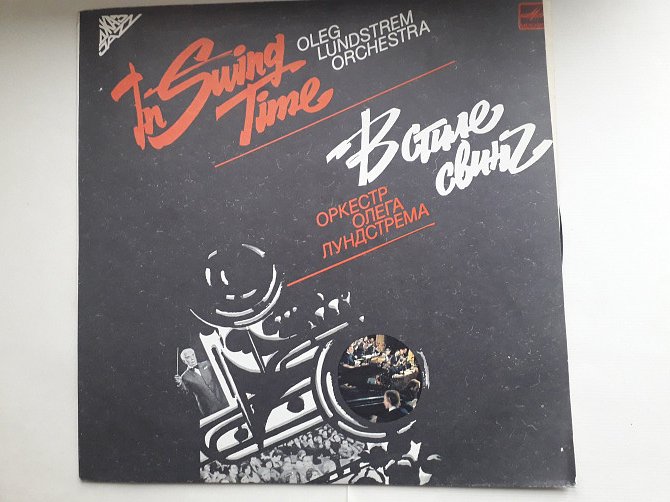 In Swing
Time
OLEG
LUNDSTREM
ORCHESTRA
В стиле
свинг
ОРКЕСТР
ОЛЕГА
ЛУНДСТРЕМА